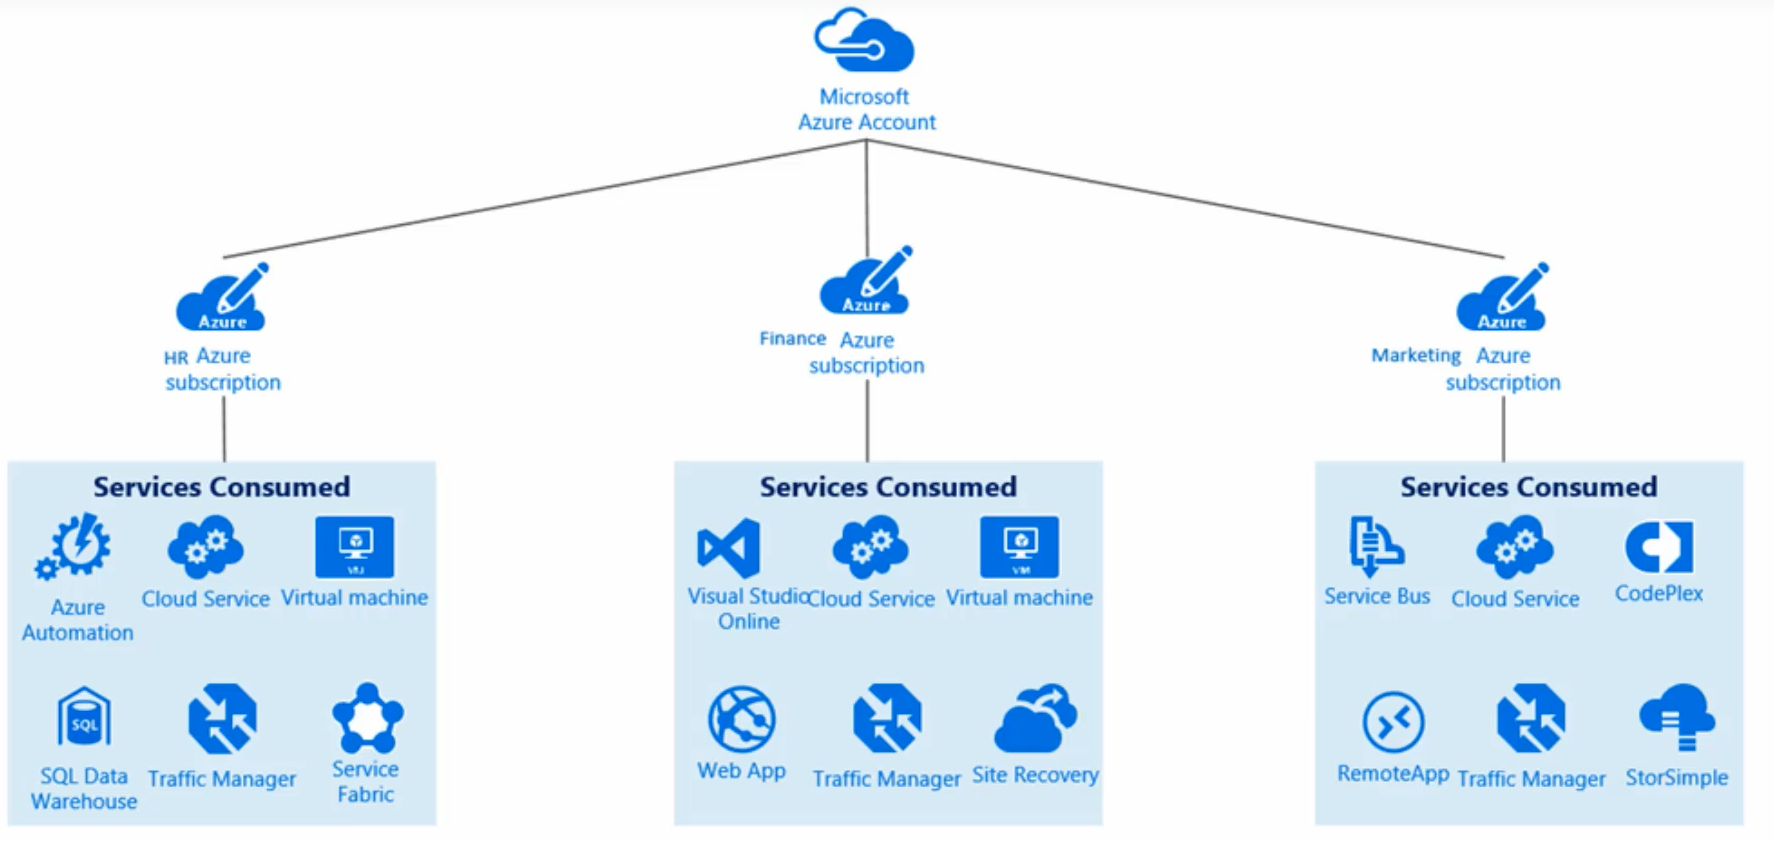 Microsoft
Azure Account
Azure
HR Azure
subscription
Azure
Finance Azure
subscription
Azure
Marketing Azure
subscription
Services Consumed
Azure
Automation
Cloud Service
VM
Virtual machine
SQL
SQL Data
Warehouse
Traffic Manager
Service
Fabric
Services Consumed
Visual Studio
Online
Cloud Service
VM
Virtual machine
Web App
Traffic Manager
Site Recovery
Services Consumed
Service Bus
Cloud Service
CodePlex
RemoteApp
Traffic Manager
StorSimple